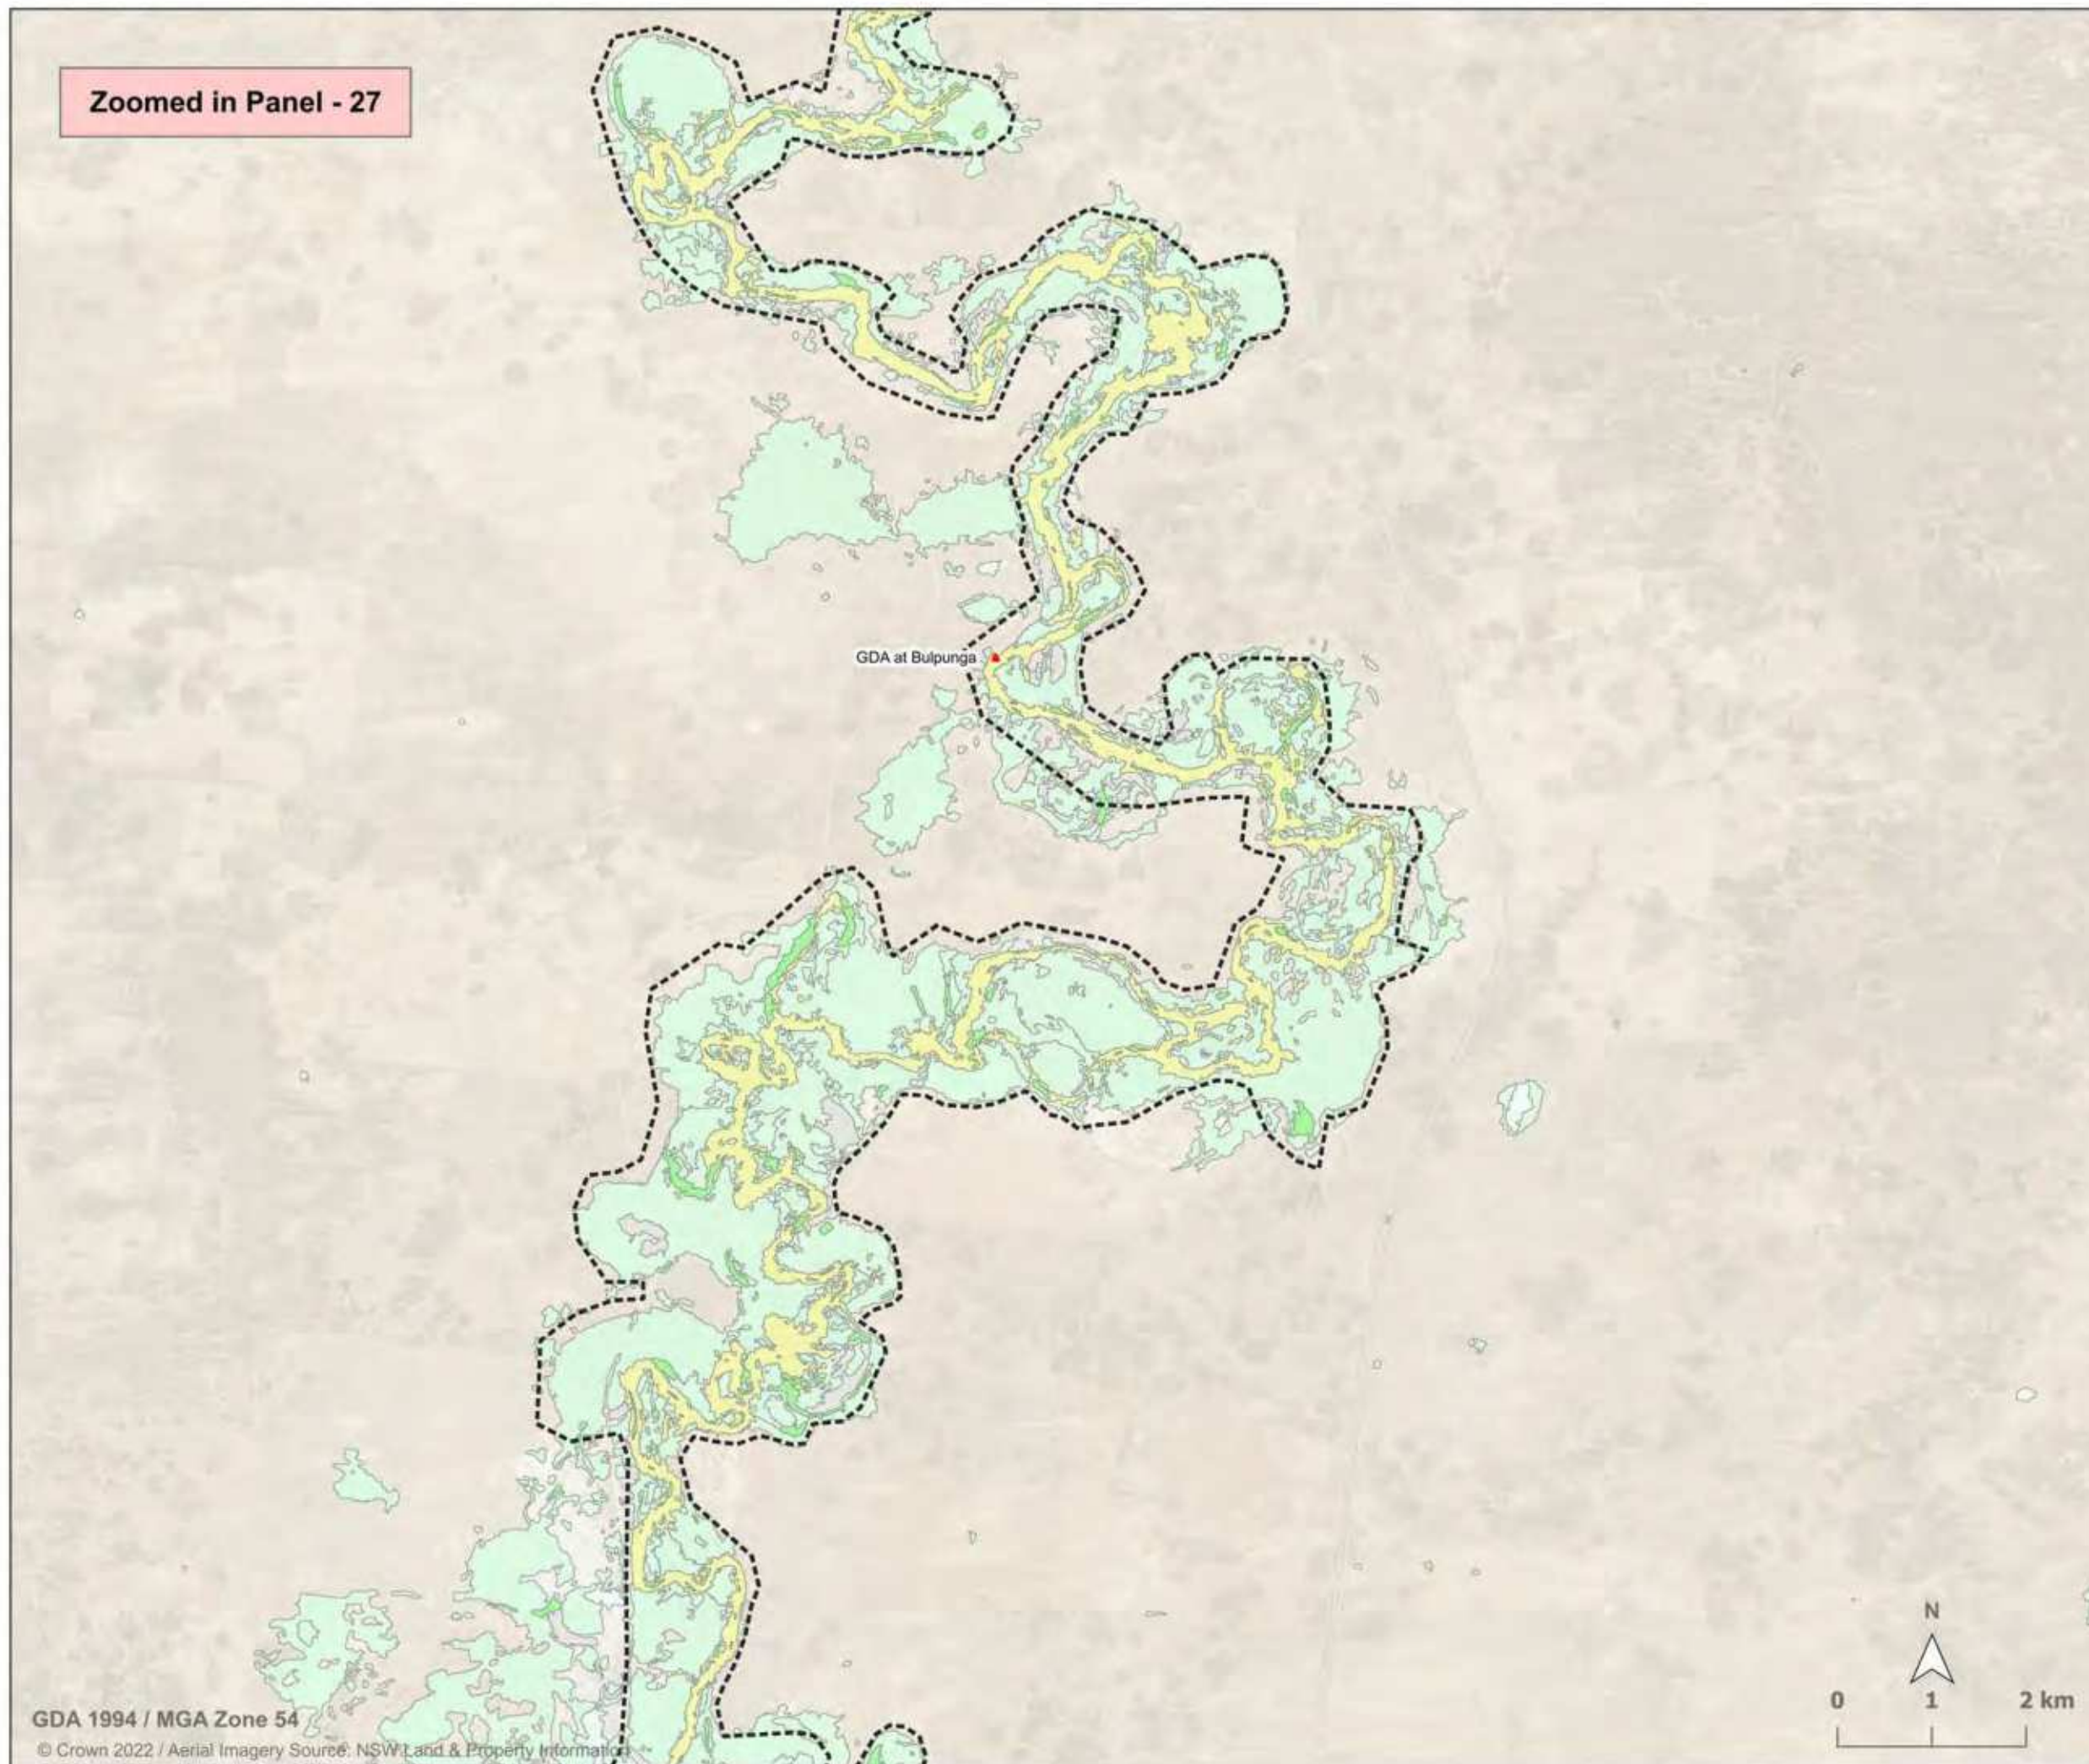 Zoomed in Panel - 27
GDA at Bulpunga
N
0 1 2 km
GDA 1994 / MGA Zone 54
© Crown 2022 / Aerial Imagery Source: NSW Land & Property Information